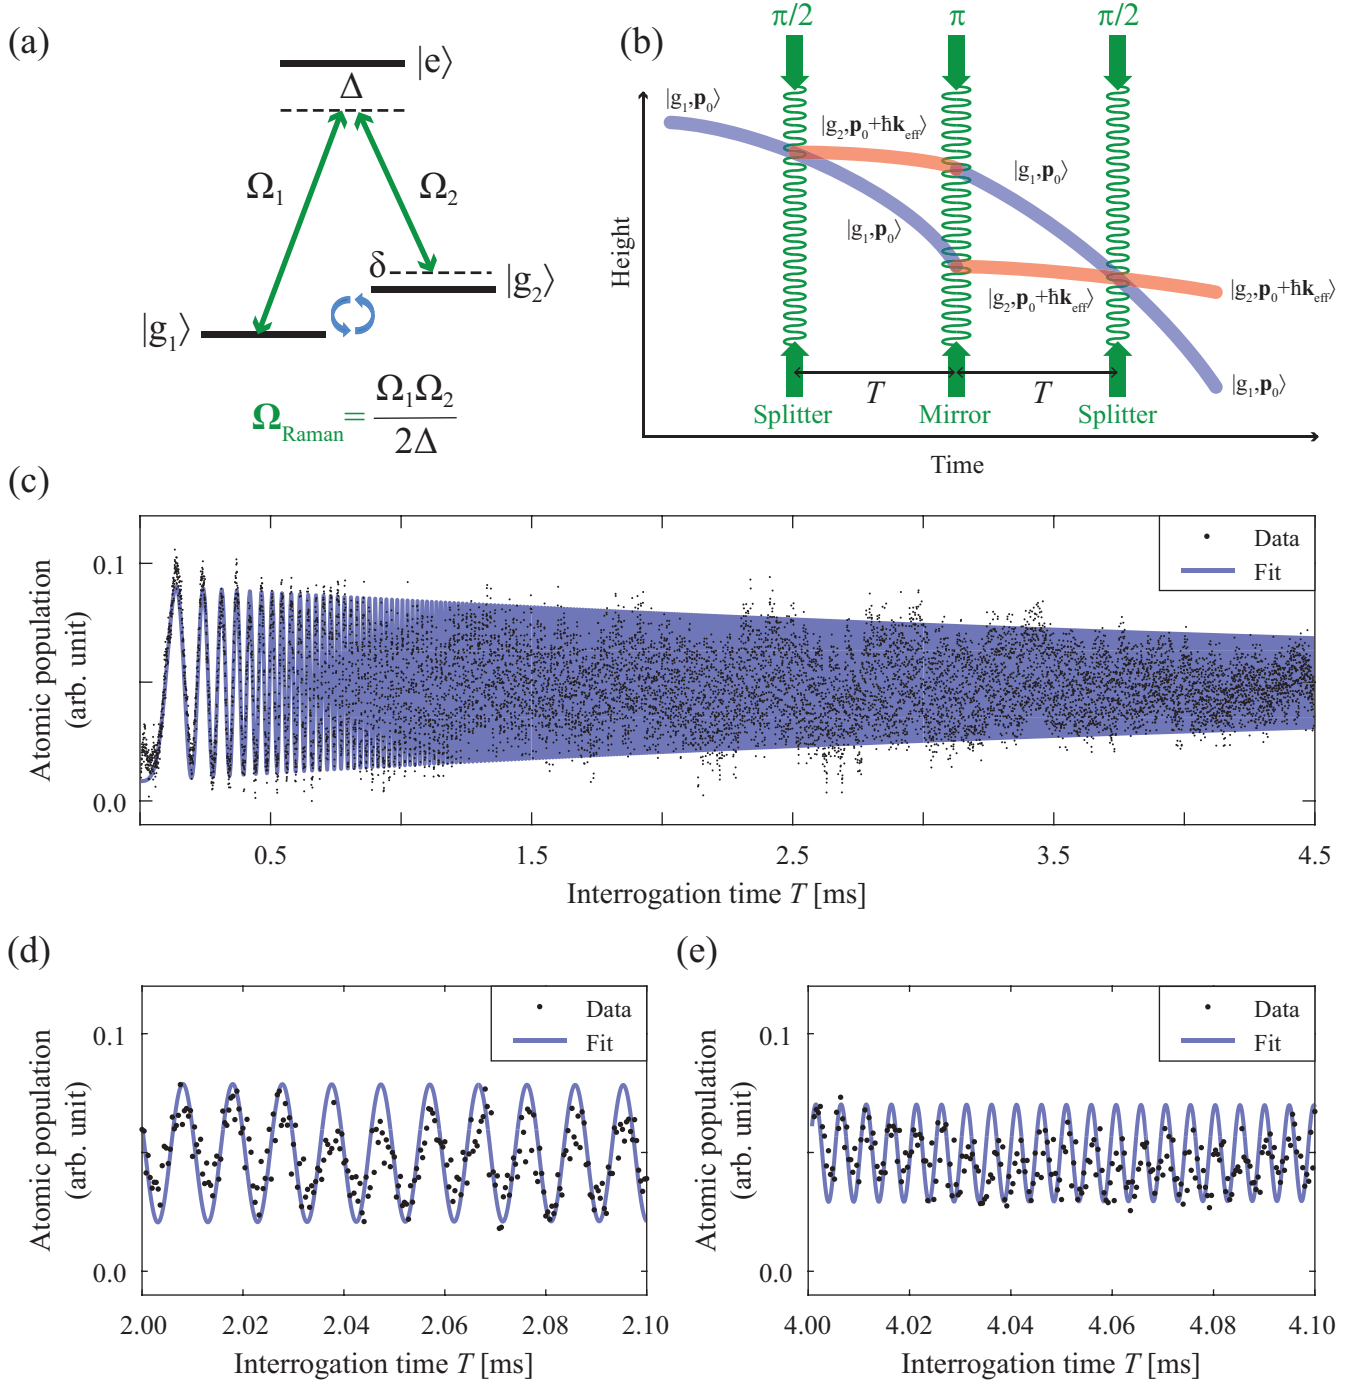 (a)
|e⟩
Δ
Ω₁
Ω₂
δ
|g₂⟩
|g₁⟩
Ω_Raman = Ω₁Ω₂ / 2Δ
(b)
π/2
π
π/2
|g₁,p₀⟩
|g₂,p₀+ħk_eff⟩
|g₁,p₀⟩
|g₁,p₀⟩
|g₂,p₀+ħk_eff⟩
|g₂,p₀+ħk_eff⟩
|g₁,p₀⟩
Height
T
T
Splitter
Mirror
Splitter
Time
(c)
Data
Fit
0.1
0.0
Atomic population
(arb. unit)
0.5
1.5
2.5
3.5
4.5
Interrogation time T [ms]
(d)
Data
Fit
0.1
0.0
Atomic population
(arb. unit)
2.00
2.02
2.04
2.06
2.08
2.10
Interrogation time T [ms]
(e)
Data
Fit
0.1
0.0
Atomic population
(arb. unit)
4.00
4.02
4.04
4.06
4.08
4.10
Interrogation time T [ms]